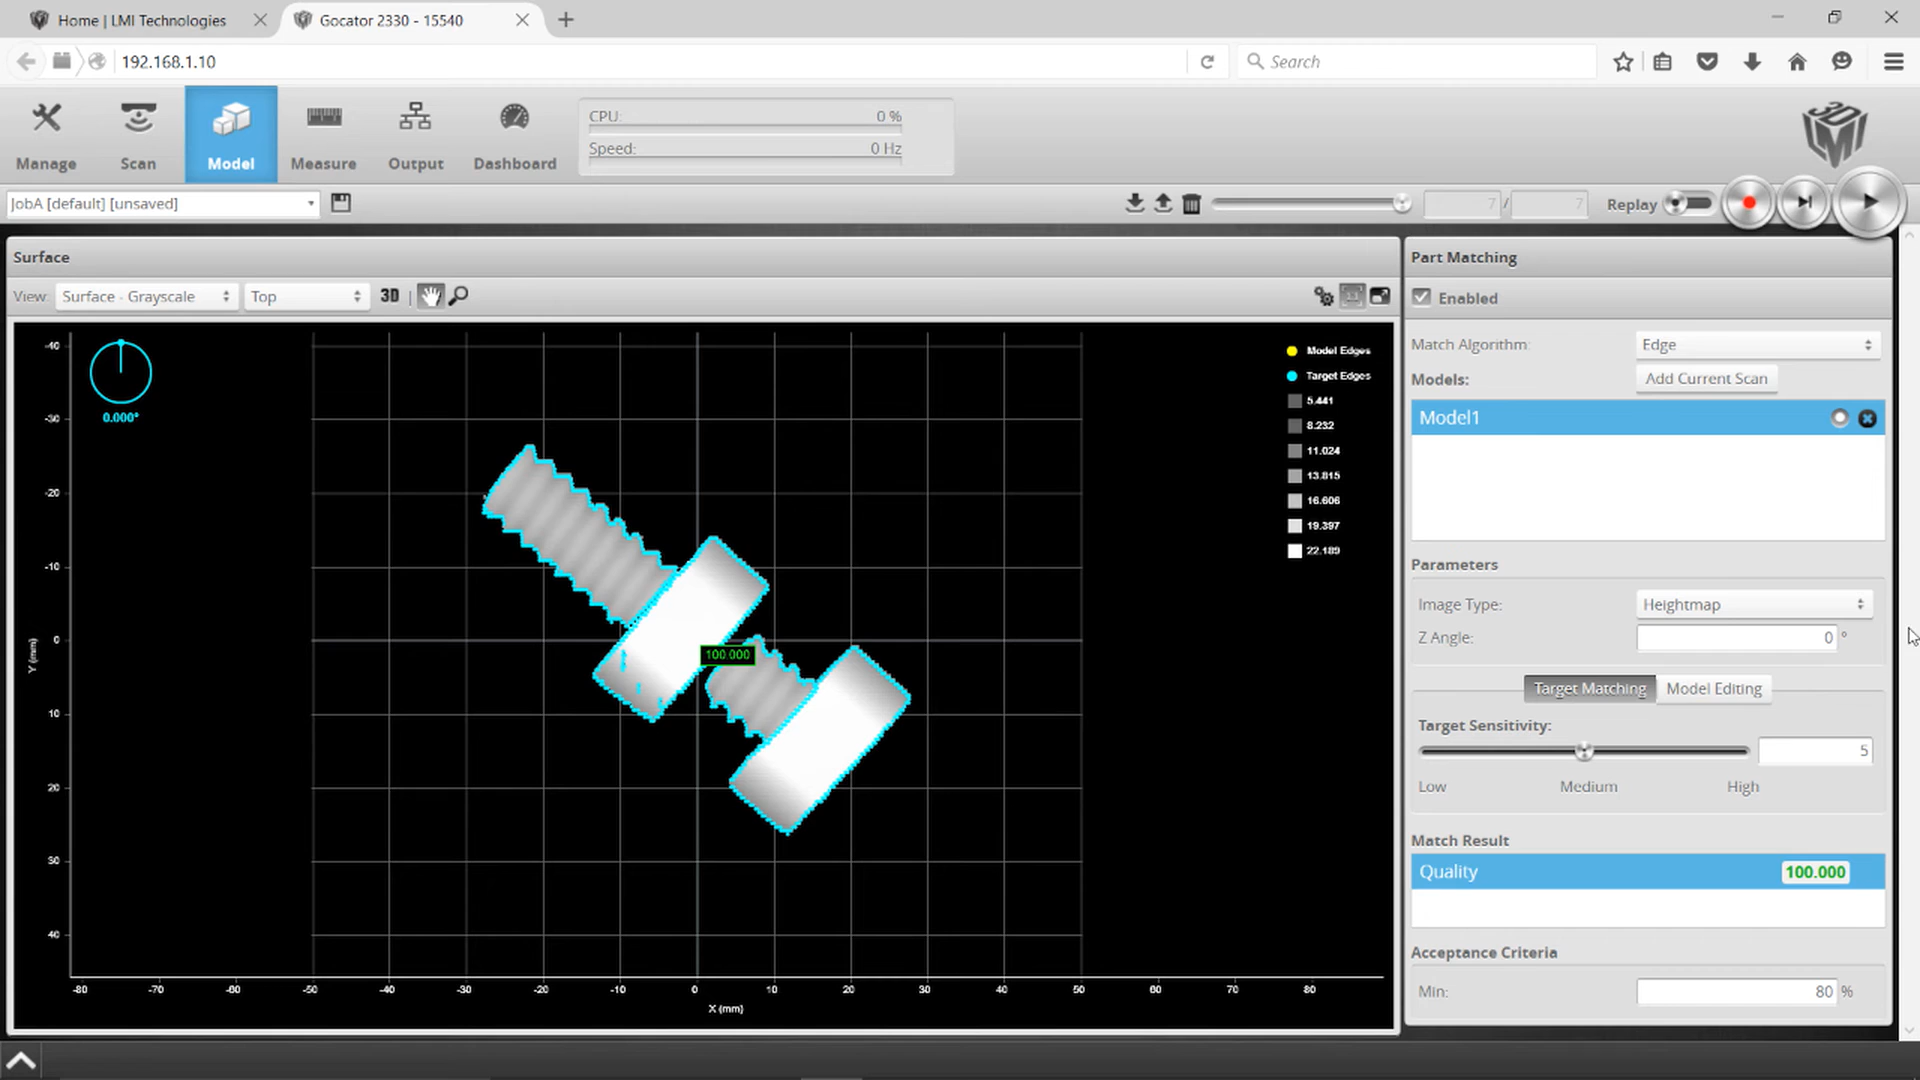 Home | LMI Technologies
Gocator 2330 - 15540
192.168.1.10
Search
Manage
Scan
Model
Measure
Output
Dashboard
CPU: 0 %
Speed: 0 Hz
LMI
3D
JobA [default] [unsaved]
7 / 7
Replay
Surface
View: Surface - Grayscale
Top
3D
0.000°
Model Edges
Target Edges
5.441
8.232
11.024
13.815
16.606
19.397
22.189
-40
-30
-20
-10
0
10
20
30
40
Y (mm)
100.000
-80 -70 -60 -50 -40 -30 -20 -10 0 10 20 30 40 50 60 70 80
X (mm)
Part Matching
Enabled
Match Algorithm: Edge
Models: Add Current Scan
Model1
Parameters
Image Type: Heightmap
Z Angle: 0 °
Target Matching Model Editing
Target Sensitivity:
5
Low Medium High
Match Result
Quality 100.000
Acceptance Criteria
Min: 80 %